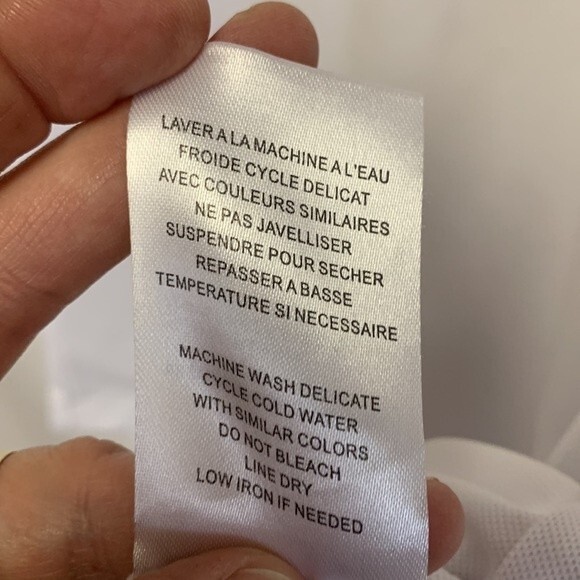 LAVER A LA MACHINE A L'EAU
FROIDE CYCLE DELICAT
AVEC COULEURS SIMILAIRES
NE PAS JAVELLISER
SUSPENDRE POUR SECHER
REPASSER A BASSE
TEMPERATURE SI NECESSAIRE
MACHINE WASH DELICATE
CYCLE COLD WATER
WITH SIMILAR COLORS
DO NOT BLEACH
LINE DRY
LOW IRON IF NEEDED